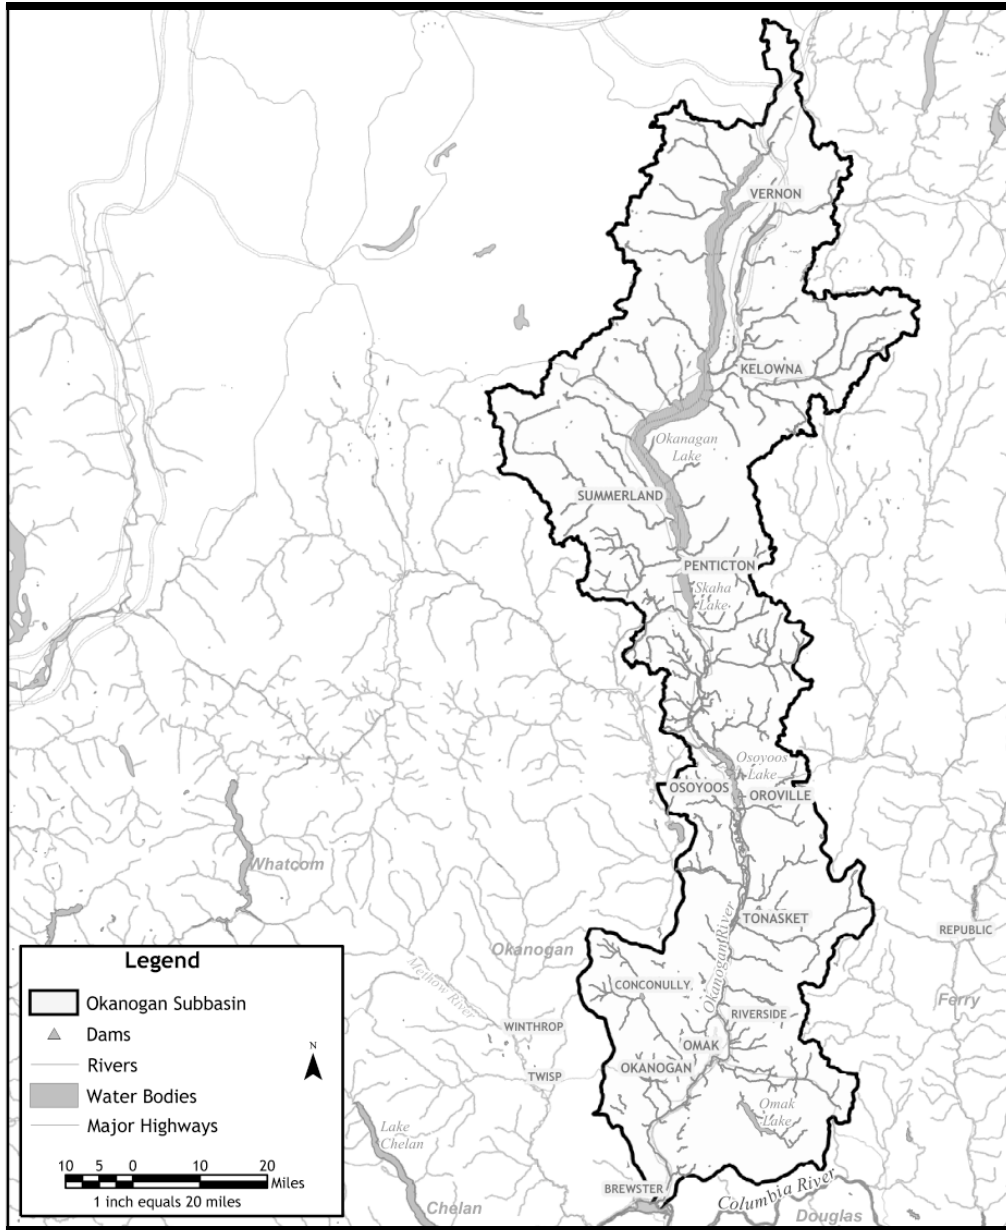 VERNON
KELOWNA
Okanagan
Lake
SUMMERLAND
PENTICTON
Skaha
Lake
Osoyoos
Lake
OSOYOOS
OROVILLE
Whatcom
TONASKET
REPUBLIC
Okanogan
Okanogan River
Methow River
CONCONULLY
Ferry
RIVERSIDE
WINTHROP
OMAK
OKANOGAN
TWISP
Omak
Lake
Lake
Chelan
BREWSTER
Columbia River
Chelan
Douglas
Legend
Okanogan Subbasin
Dams
Rivers
Water Bodies
Major Highways
N
10 5 0 10 20
Miles
1 inch equals 20 miles